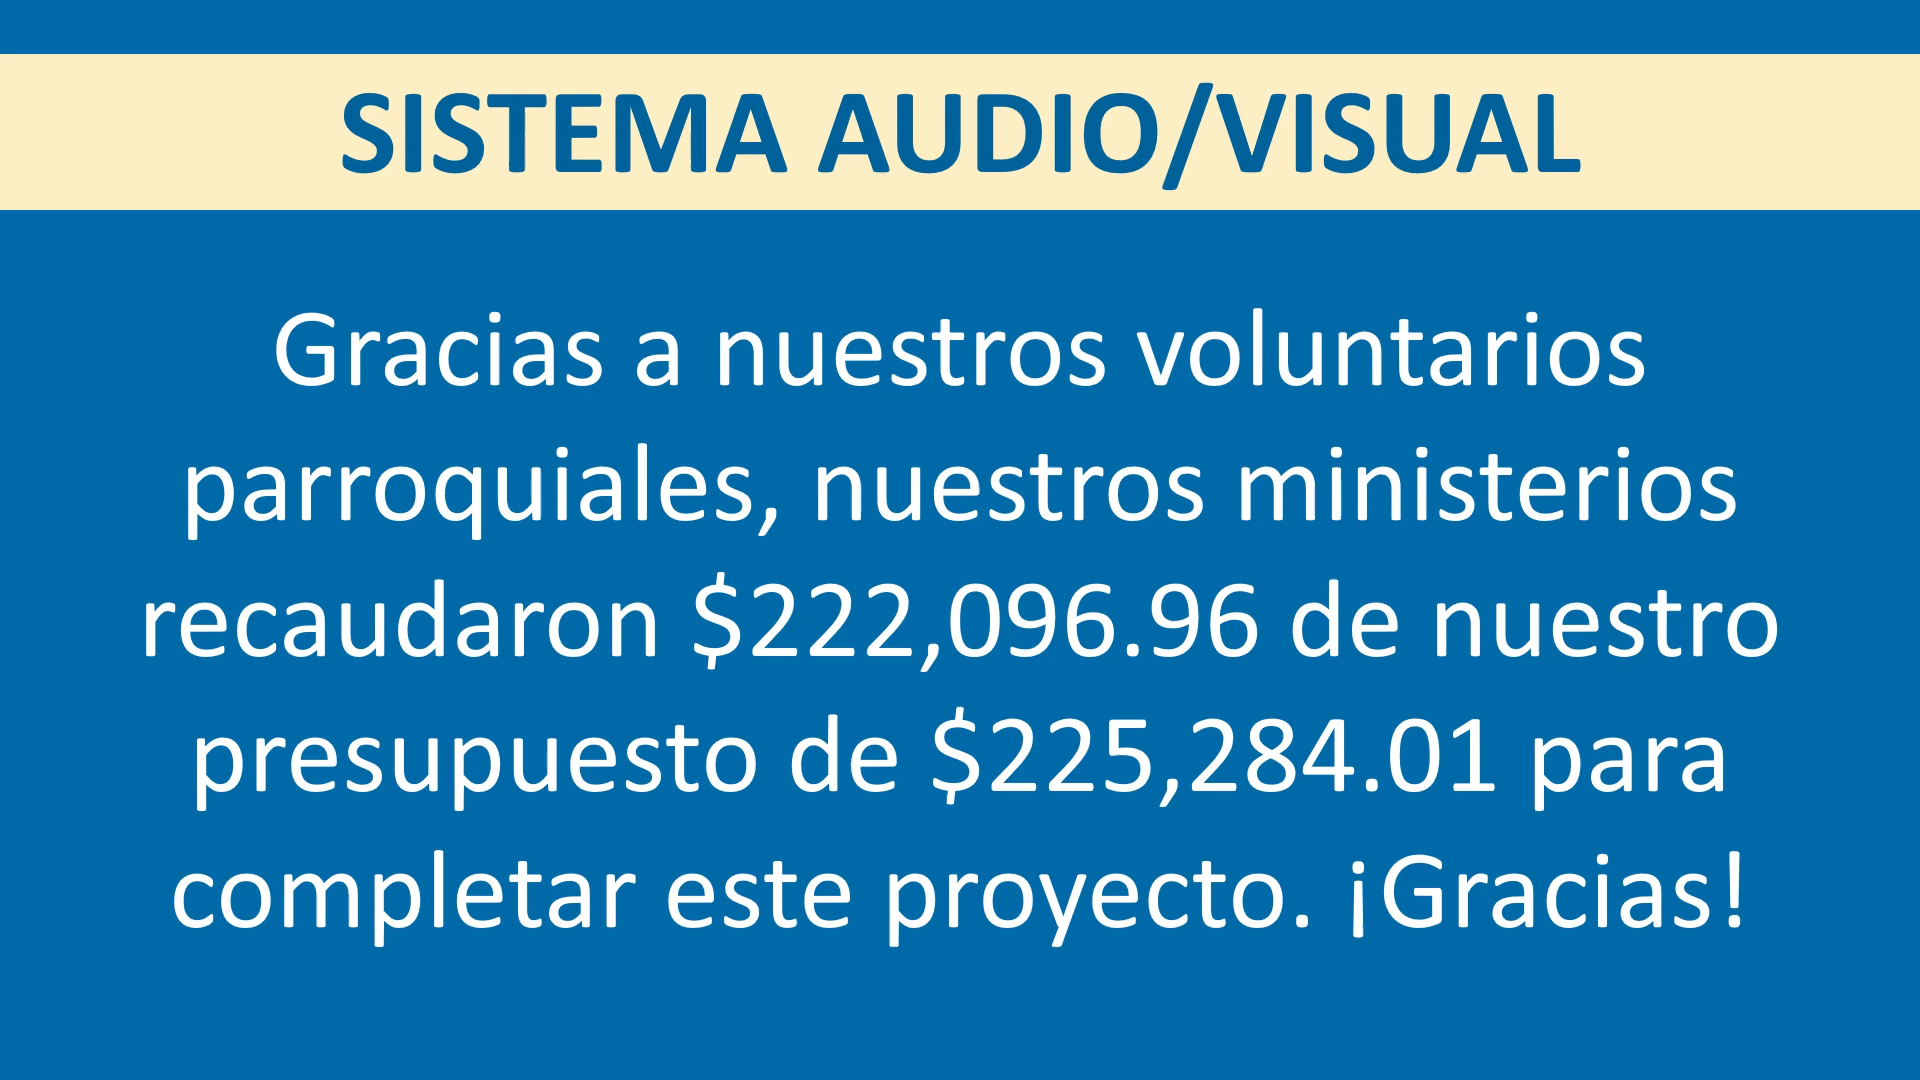 SISTEMA AUDIO/VISUAL
Gracias a nuestros voluntarios
parroquiales, nuestros ministerios
recaudaron $222,096.96 de nuestro
presupuesto de $225,284.01 para
completar este proyecto. ¡Gracias!